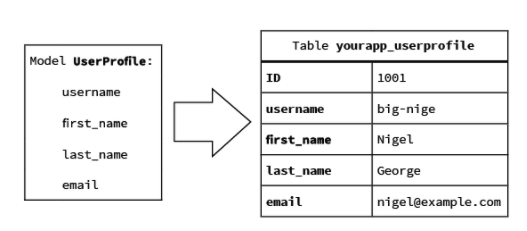 Model UserProfile:
username
first_name
last_name
email
Table yourapp_userprofile
ID 1001
username big-nige
first_name Nigel
last_name George
email nigel@example.com